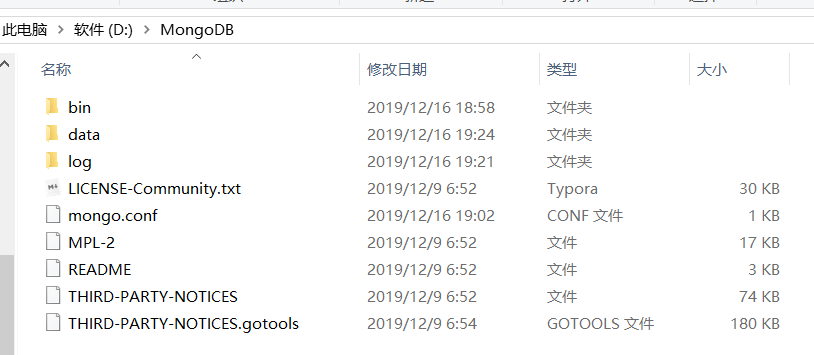 此电脑 > 软件 (D:) > MongoDB
名称 修改日期 类型 大小
bin 2019/12/16 18:58 文件夹
data 2019/12/16 19:24 文件夹
log 2019/12/16 19:21 文件夹
LICENSE-Community.txt 2019/12/9 6:52 Typora 30 KB
mongo.conf 2019/12/16 19:02 CONF 文件 1 KB
MPL-2 2019/12/9 6:52 文件 17 KB
README 2019/12/9 6:52 文件 3 KB
THIRD-PARTY-NOTICES 2019/12/9 6:52 文件 74 KB
THIRD-PARTY-NOTICES.gotools 2019/12/9 6:54 GOTOOLS 文件 180 KB